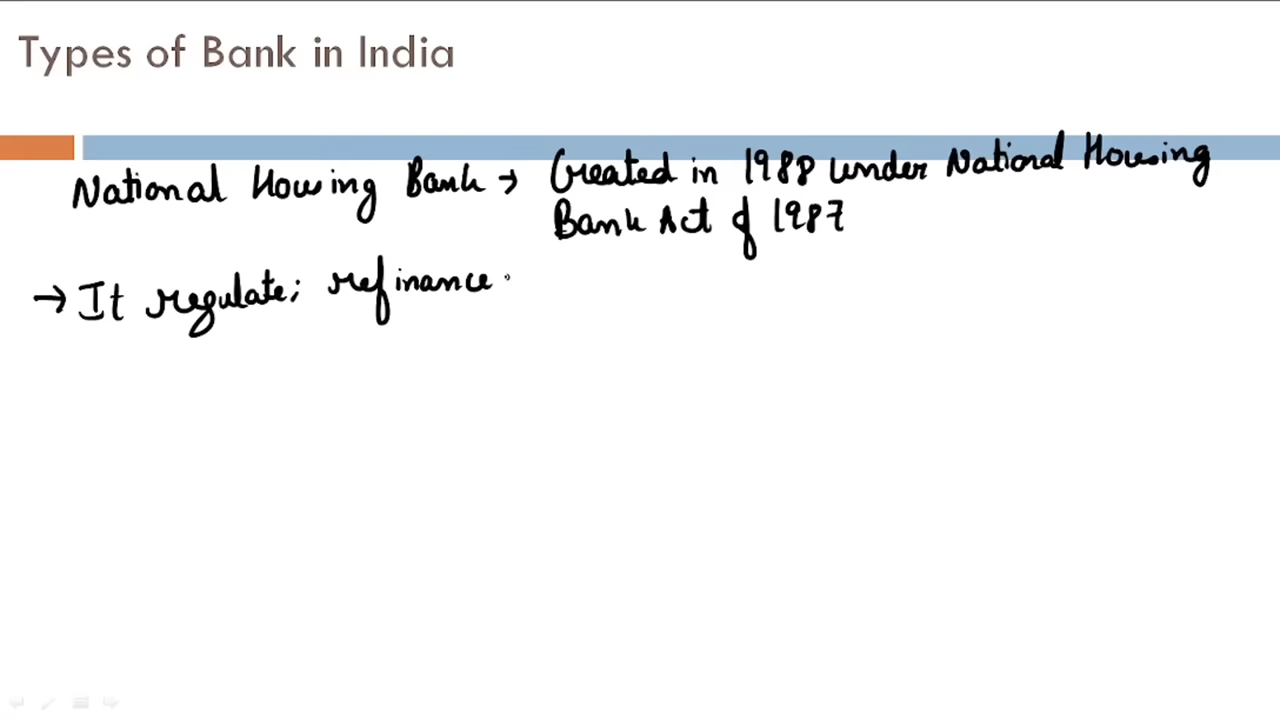 Types of Bank in India
National Housing Bank → Created in 1988 under National Housing
Bank Act of 1987
→ It regulate; refinance